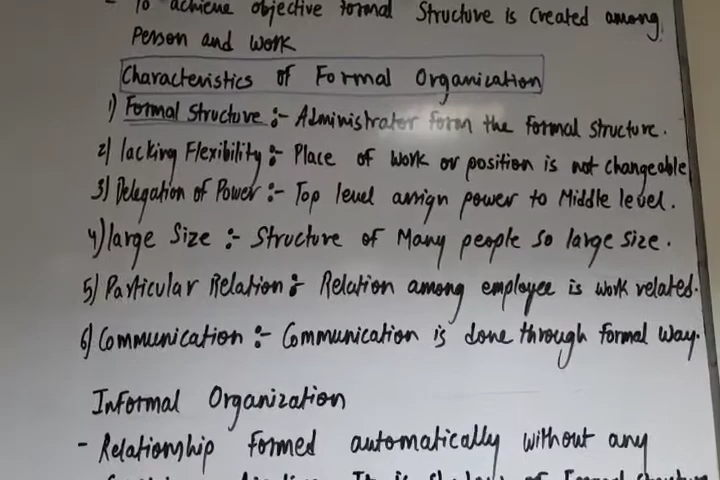 - To achieve objective formal Structure is Created among
Person and work
Characteristics of Formal Organization
1) Formal Structure :- Administrator form the formal structure.
2) lacking Flexibility :- Place of work or position is not changeable
3) Delegation of Power :- Top level assign power to Middle level.
4) large Size :- Structure of Many people so large size.
5) Particular Relation :- Relation among employee is work related.
6) Communication :- Communication is done through formal way.
Informal Organization
- Relationship formed automatically without any
It is